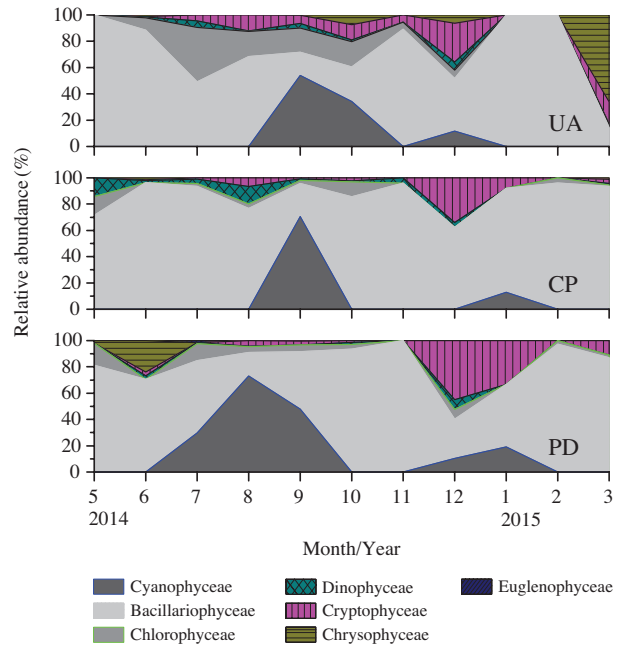 100
80
60
40
20
0
UA
100
80
60
40
20
0
CP
100
80
60
40
20
0
PD
Relative abundance (%)
5 6 7 8 9 10 11 12 1 2 3
2014 2015
Month/Year
Cyanophyceae Dinophyceae Euglenophyceae
Bacillariophyceae Cryptophyceae
Chlorophyceae Chrysophyceae